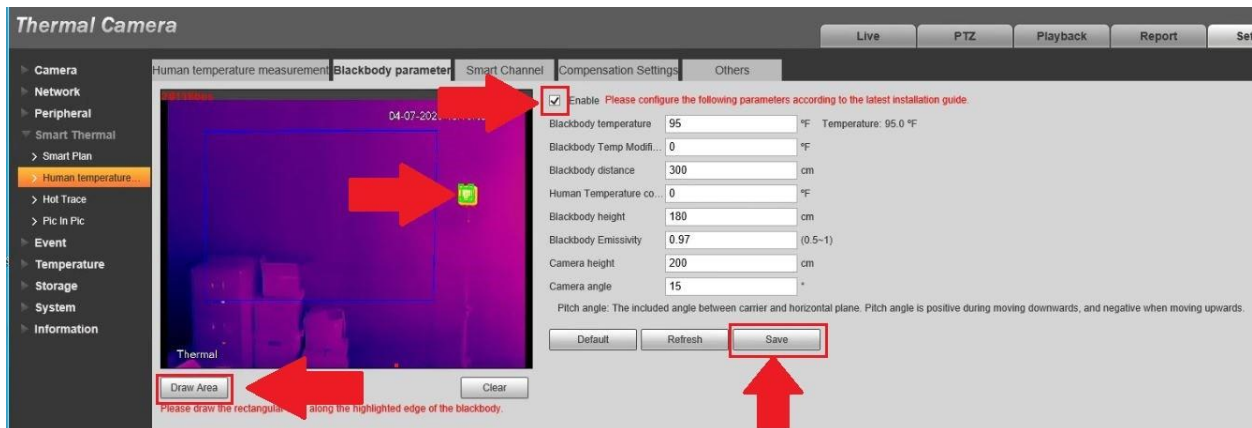 Thermal Camera
Live
PTZ
Playback
Report
Camera
Network
Peripheral
Smart Thermal
Smart Plan
Human temperature...
Hot Trace
Pic In Pic
Event
Temperature
Storage
System
Information
Human temperature measurement
Blackbody parameter
Smart Channel
Compensation Settings
Others
04-07-202
Thermal
Draw Area
Clear
Please draw the rectangular along the highlighted edge of the blackbody.
Enable Please configure the following parameters according to the latest installation guide.
Blackbody temperature 95 °F Temperature: 95.0 °F
Blackbody Temp Modifi... 0 °F
Blackbody distance 300 cm
Human Temperature co... 0 °F
Blackbody height 180 cm
Blackbody Emissivity 0.97 (0.5~1)
Camera height 200 cm
Camera angle 15 °
Pitch angle: The included angle between carrier and horizontal plane. Pitch angle is positive during moving downwards, and negative when moving upwards.
Default
Refresh
Save